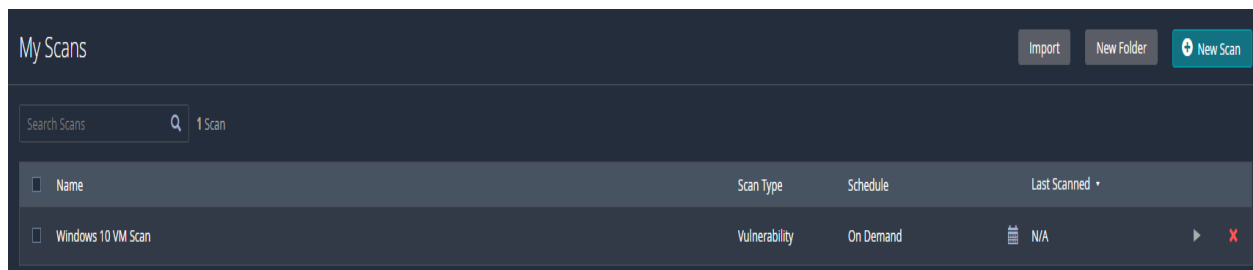 My Scans
Import New Folder New Scan
Search Scans 1 Scan
Name Scan Type Schedule Last Scanned
Windows 10 VM Scan Vulnerability On Demand N/A